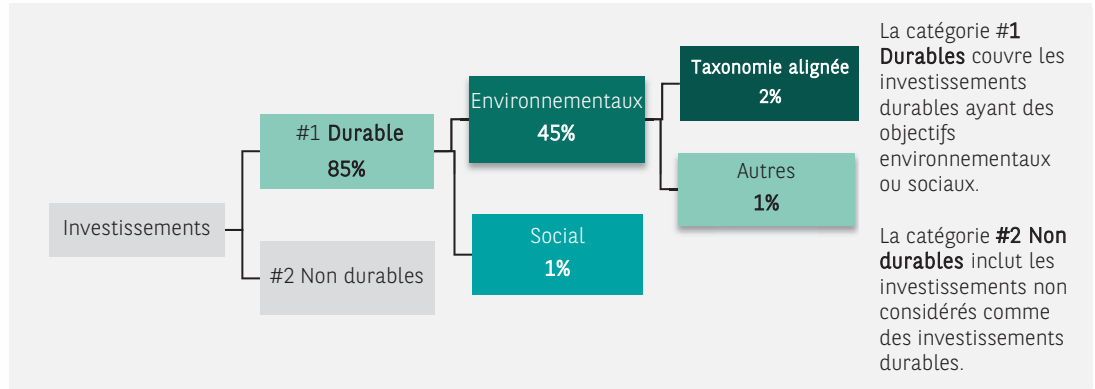 Investissements
#1 Durable
85%
#2 Non durables
Environnementaux
45%
Social
1%
Taxonomie alignée
2%
Autres
1%
La catégorie #1
Durables couvre les
investissements
durables ayant des
objectifs
environnementaux
ou sociaux.
La catégorie #2 Non
durables inclut les
investissements non
considérés comme
des investissements
durables.